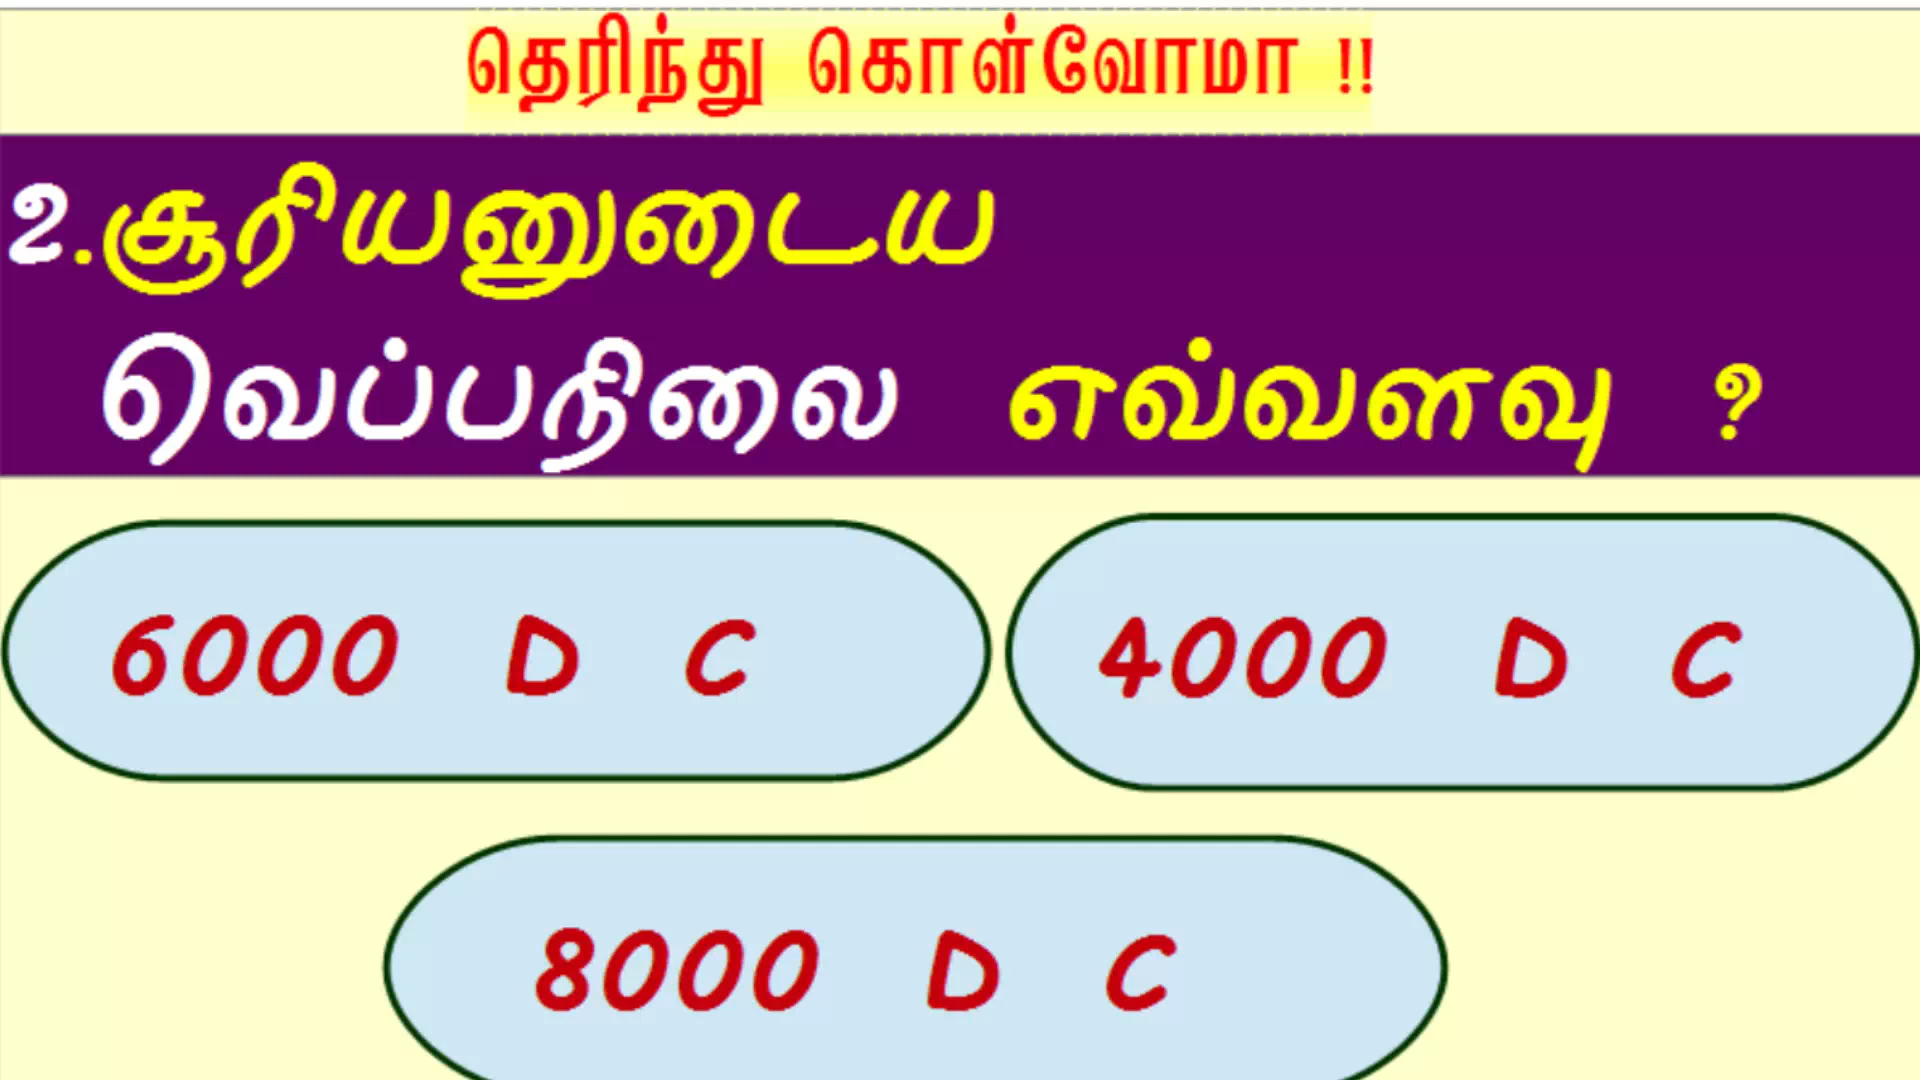 தெரிந்து கொள்வோமா !!
2.சூரியனுடைய
வெப்பநிலை எவ்வளவு ?
6000 D C
4000 D C
8000 D C